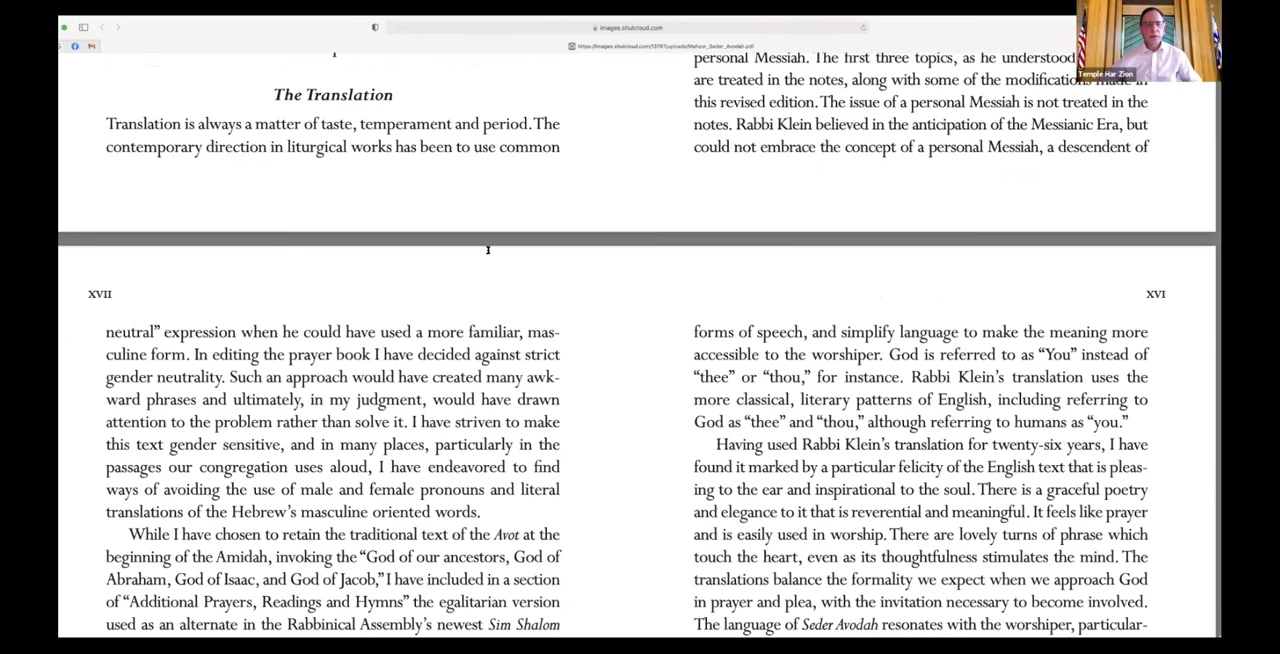 images.shulcloud.com
https://images.shulcloud.com/13787/uploads/Mahzor_Seder_Avodah.pdf
Temple Har Zion
personal Messiah. The first three topics, as he understood
are treated in the notes, along with some of the modifications made in
this revised edition. The issue of a personal Messiah is not treated in the
notes. Rabbi Klein believed in the anticipation of the Messianic Era, but
could not embrace the concept of a personal Messiah, a descendent of
The Translation
Translation is always a matter of taste, temperament and period. The
contemporary direction in liturgical works has been to use common
XVI
forms of speech, and simplify language to make the meaning more
accessible to the worshiper. God is referred to as “You” instead of
“thee” or “thou,” for instance. Rabbi Klein’s translation uses the
more classical, literary patterns of English, including referring to
God as “thee” and “thou,” although referring to humans as “you.”
Having used Rabbi Klein’s translation for twenty-six years, I have
found it marked by a particular felicity of the English text that is pleas-
ing to the ear and inspirational to the soul. There is a graceful poetry
and elegance to it that is reverential and meaningful. It feels like prayer
and is easily used in worship. There are lovely turns of phrase which
touch the heart, even as its thoughtfulness stimulates the mind. The
translations balance the formality we expect when we approach God
in prayer and plea, with the invitation necessary to become involved.
The language of Seder Avodah resonates with the worshiper, particular-
XVII
neutral” expression when he could have used a more familiar, mas-
culine form. In editing the prayer book I have decided against strict
gender neutrality. Such an approach would have created many awk-
ward phrases and ultimately, in my judgment, would have drawn
attention to the problem rather than solve it. I have striven to make
this text gender sensitive, and in many places, particularly in the
passages our congregation uses aloud, I have endeavored to find
ways of avoiding the use of male and female pronouns and literal
translations of the Hebrew’s masculine oriented words.
While I have chosen to retain the traditional text of the Avot at the
beginning of the Amidah, invoking the “God of our ancestors, God of
Abraham, God of Isaac, and God of Jacob,” I have included in a section
of “Additional Prayers, Readings and Hymns” the egalitarian version
used as an alternate in the Rabbinical Assembly’s newest Sim Shalom